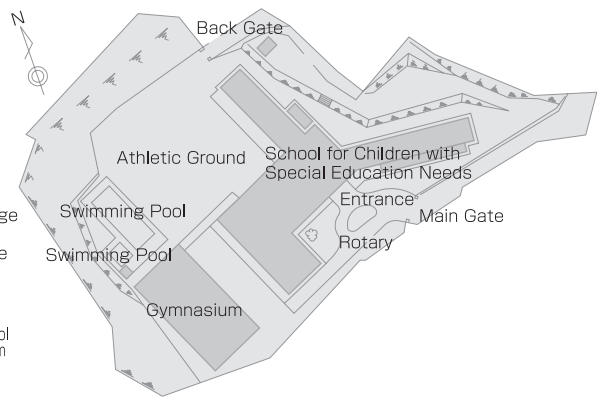 N
Back Gate
Athletic Ground
School for Children with
Special Education Needs
Entrance
Main Gate
Swimming Pool
Rotary
Swimming Pool
Gymnasium